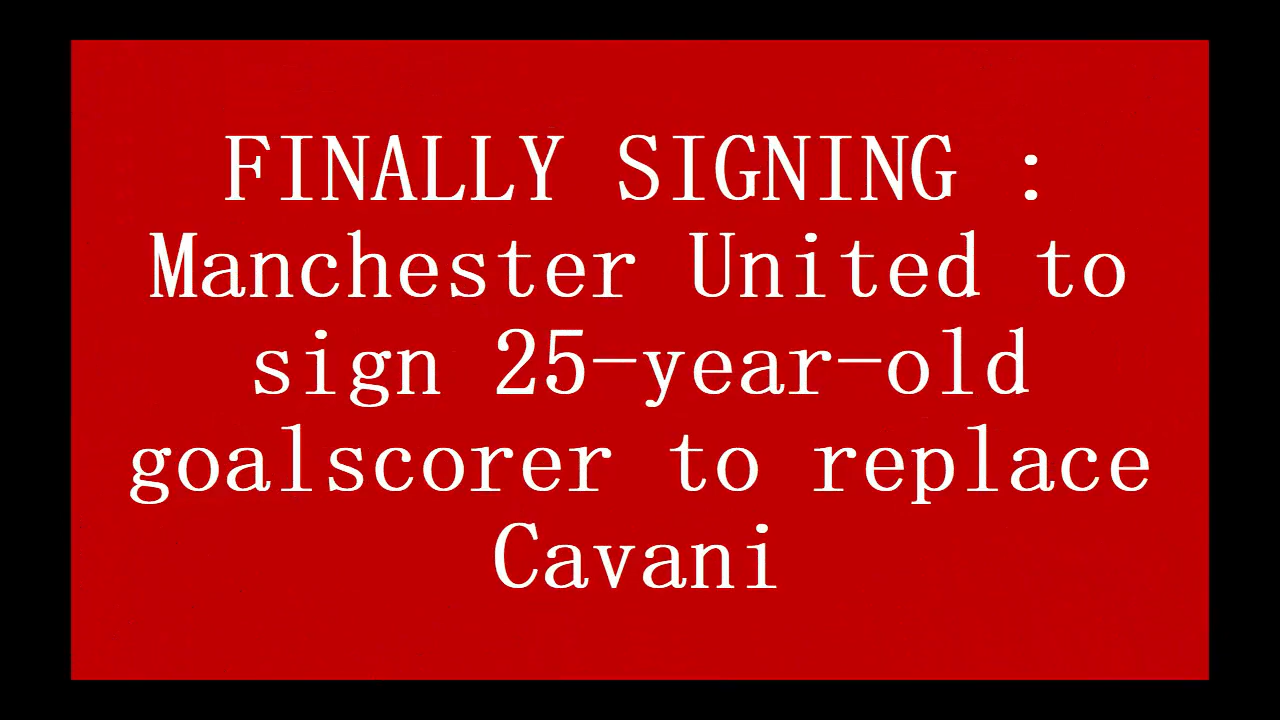 FINALLY SIGNING :
Manchester United to
sign 25-year-old
goalscorer to replace
Cavani